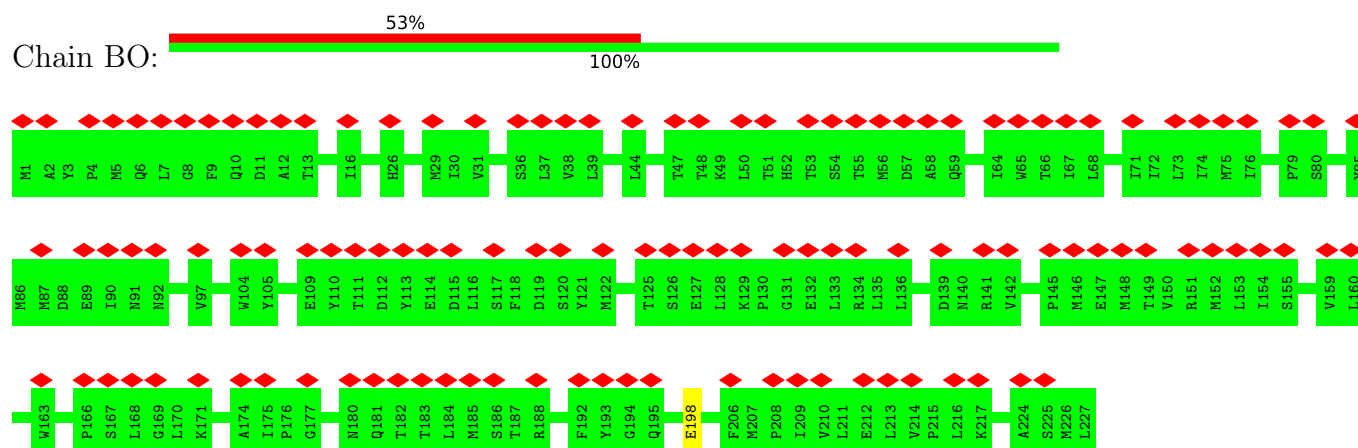 53%
Chain BO:
100%
M1 A2 Y3 P4 M5 Q6 L7 G8 F9 Q10 D11 A12 T13 I16 H26 M29 I30 V31 S36 L37 V38 L39 L44 T47 T48 K49 L50 T51 H52 T53 S54 T55 M56 D57 A58 Q59 I64 W65 T66 I67 L68 I71 I72 L73 I74 M75 I76 P79 S80
M86 M87 D88 E89 I90 N91 N92 V97 W104 Y105 E109 Y110 T111 D112 Y113 E114 D115 L116 S117 F118 D119 S120 Y121 M122 T125 S126 E127 L128 K129 P130 G131 E132 L133 R134 L135 L136 D139 N140 R141 V142 P145 M146 E147 M148 T149 V150 R151 M152 L153 I154 S155 V159 L160
W163 P166 S167 L168 G169 L170 K171 A174 I175 P176 G177 N180 Q181 T182 T183 L184 M185 S186 T187 R188 F192 Y193 G194 Q195 E198 F206 M207 P208 I209 V210 L211 E212 L213 V214 P215 L216 K217 A224 S225 M226 L227